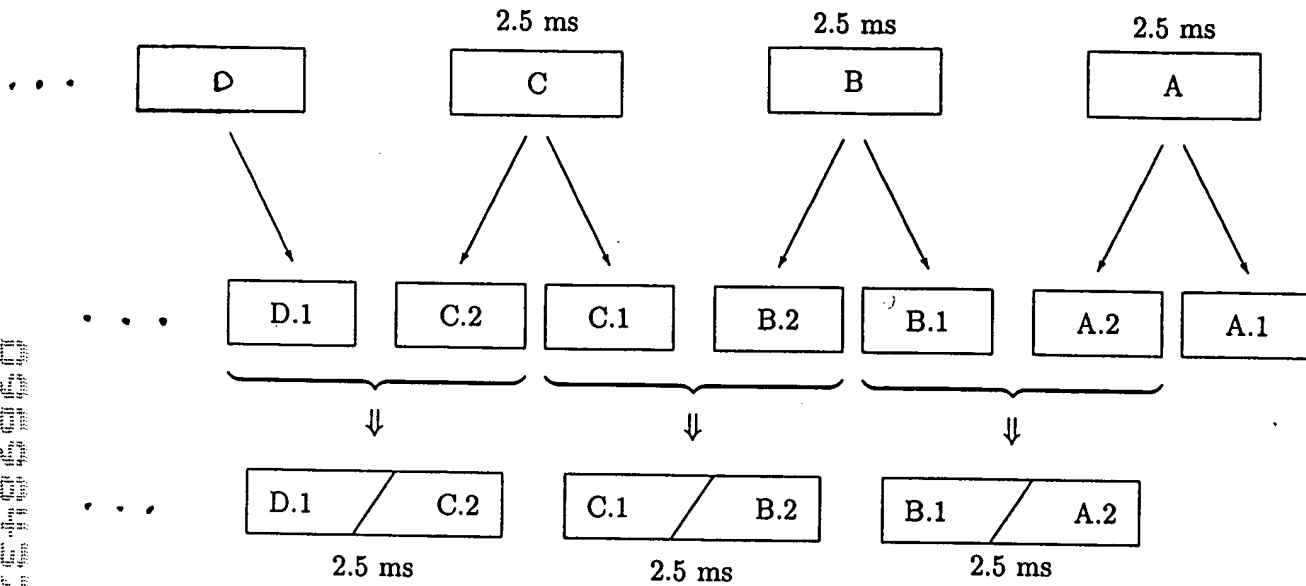 2.5 ms 2.5 ms 2.5 ms
... D C B A
... D.1 C.2 C.1 B.2 B.1 A.2 A.1
⇓ ⇓ ⇓
... D.1 C.2 C.1 B.2 B.1 A.2
2.5 ms 2.5 ms 2.5 ms